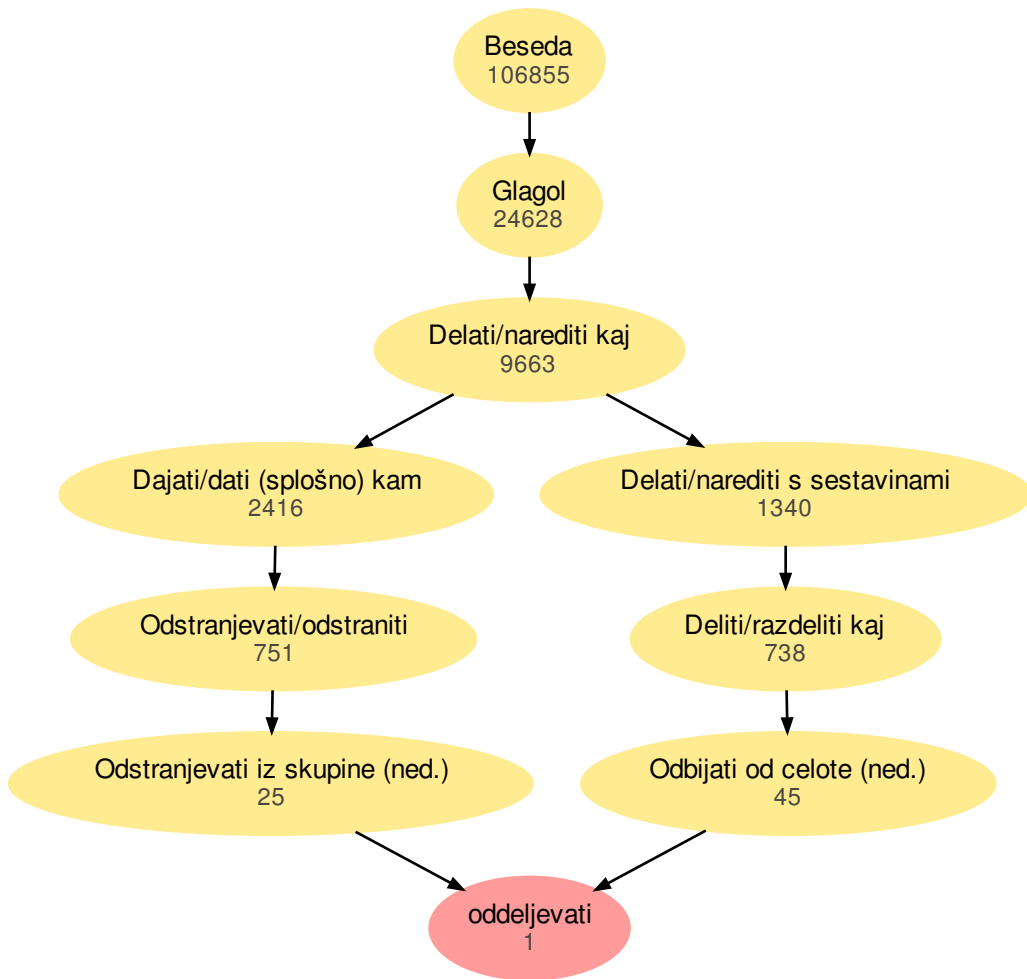 Beseda
106855
Glagol
24628
Delati/narediti kaj
9663
Dajati/dati (splošno) kam
2416
Delati/narediti s sestavinami
1340
Odstranjevati/odstraniti
751
Deliti/razdeliti kaj
738
Odstranjevati iz skupine (ned.)
25
Odbijati od celote (ned.)
45
oddeljevati
1